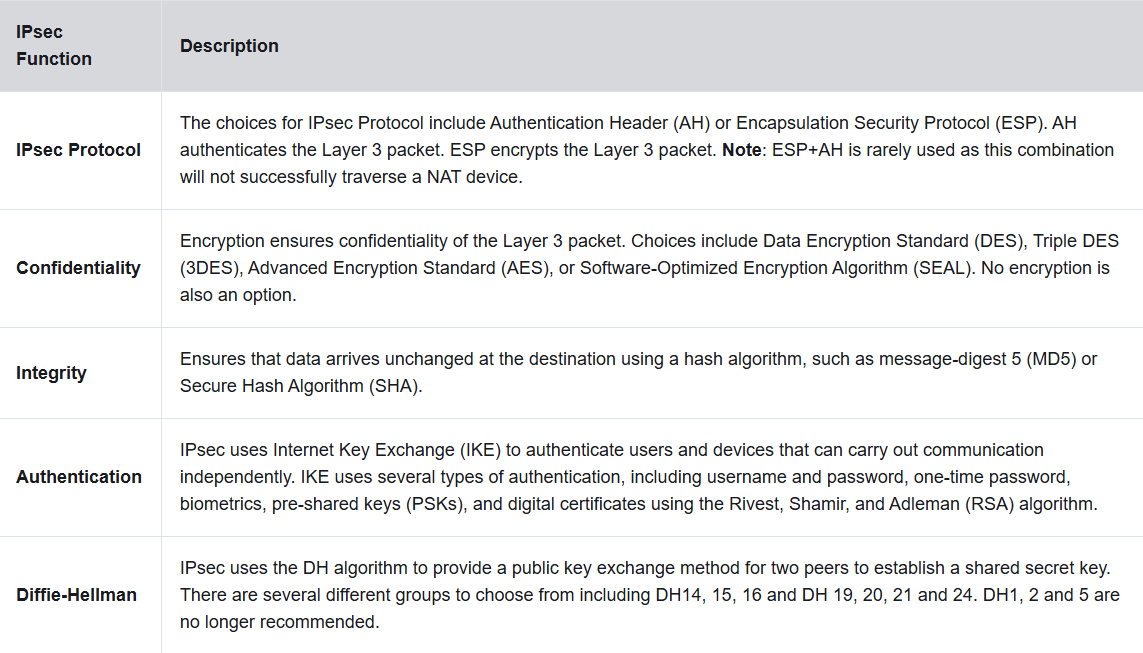 IPsec
Function
Description
IPsec Protocol
The choices for IPsec Protocol include Authentication Header (AH) or Encapsulation Security Protocol (ESP). AH
authenticates the Layer 3 packet. ESP encrypts the Layer 3 packet. Note: ESP+AH is rarely used as this combination
will not successfully traverse a NAT device.
Confidentiality
Encryption ensures confidentiality of the Layer 3 packet. Choices include Data Encryption Standard (DES), Triple DES
(3DES), Advanced Encryption Standard (AES), or Software-Optimized Encryption Algorithm (SEAL). No encryption is
also an option.
Integrity
Ensures that data arrives unchanged at the destination using a hash algorithm, such as message-digest 5 (MD5) or
Secure Hash Algorithm (SHA).
Authentication
IPsec uses Internet Key Exchange (IKE) to authenticate users and devices that can carry out communication
independently. IKE uses several types of authentication, including username and password, one-time password,
biometrics, pre-shared keys (PSKs), and digital certificates using the Rivest, Shamir, and Adleman (RSA) algorithm.
Diffie-Hellman
IPsec uses the DH algorithm to provide a public key exchange method for two peers to establish a shared secret key.
There are several different groups to choose from including DH14, 15, 16 and DH 19, 20, 21 and 24. DH1, 2 and 5 are
no longer recommended.